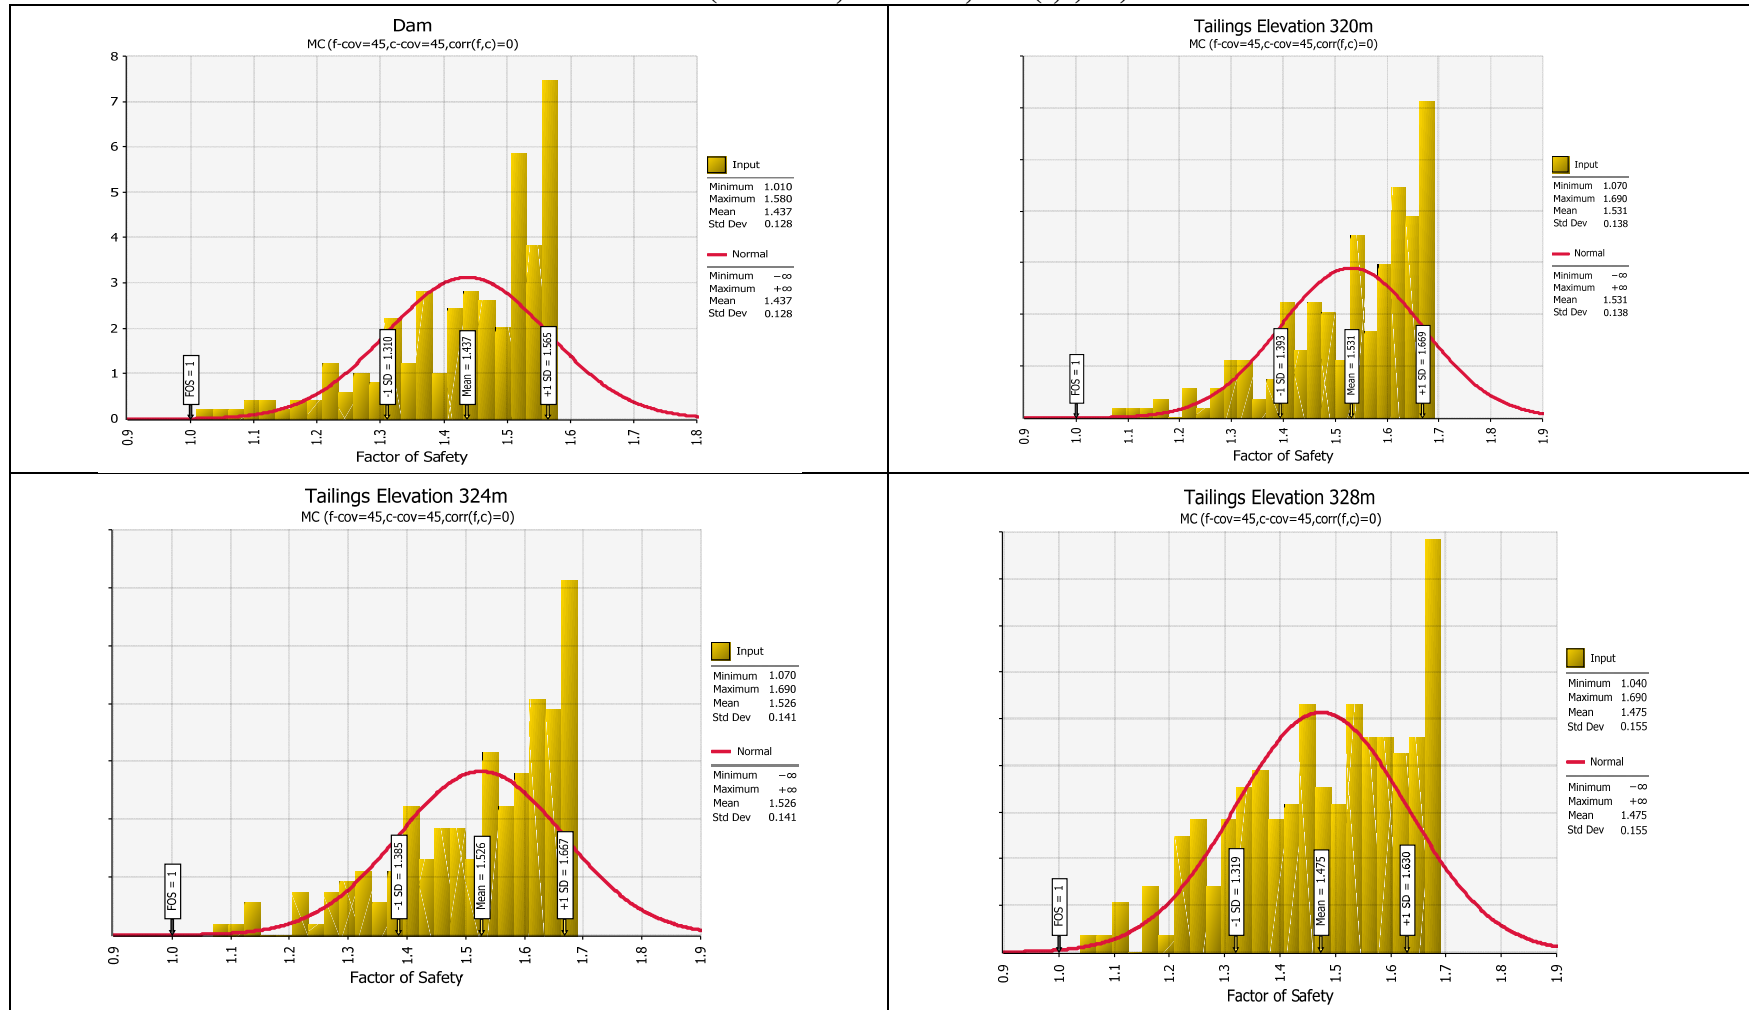 Dam
MC (f-cov=45,c-cov=45,corr(f,c)=0)
8
7
6
5
4
3
2
1
0
FOS = 1
-1 SD = 1.310
Mean = 1.437
+1 SD = 1.565
0.9
1.0
1.1
1.2
1.3
1.4
1.5
1.6
1.7
1.8
Factor of Safety
Input
Minimum 1.010
Maximum 1.580
Mean 1.437
Std Dev 0.128
Normal
Minimum −∞
Maximum +∞
Mean 1.437
Std Dev 0.128
Tailings Elevation 320m
MC (f-cov=45,c-cov=45,corr(f,c)=0)
FOS = 1
-1 SD = 1.393
Mean = 1.531
+1 SD = 1.669
0.9
1.0
1.1
1.2
1.3
1.4
1.5
1.6
1.7
1.8
1.9
Factor of Safety
Input
Minimum 1.070
Maximum 1.690
Mean 1.531
Std Dev 0.138
Normal
Minimum −∞
Maximum +∞
Mean 1.531
Std Dev 0.138
Tailings Elevation 324m
MC (f-cov=45,c-cov=45,corr(f,c)=0)
FOS = 1
-1 SD = 1.385
Mean = 1.526
+1 SD = 1.667
0.9
1.0
1.1
1.2
1.3
1.4
1.5
1.6
1.7
1.8
1.9
Factor of Safety
Input
Minimum 1.070
Maximum 1.690
Mean 1.526
Std Dev 0.141
Normal
Minimum −∞
Maximum +∞
Mean 1.526
Std Dev 0.141
Tailings Elevation 328m
MC (f-cov=45,c-cov=45,corr(f,c)=0)
FOS = 1
-1 SD = 1.319
Mean = 1.475
+1 SD = 1.630
0.9
1.0
1.1
1.2
1.3
1.4
1.5
1.6
1.7
1.8
1.9
Factor of Safety
Input
Minimum 1.040
Maximum 1.690
Mean 1.475
Std Dev 0.155
Normal
Minimum −∞
Maximum +∞
Mean 1.475
Std Dev 0.155